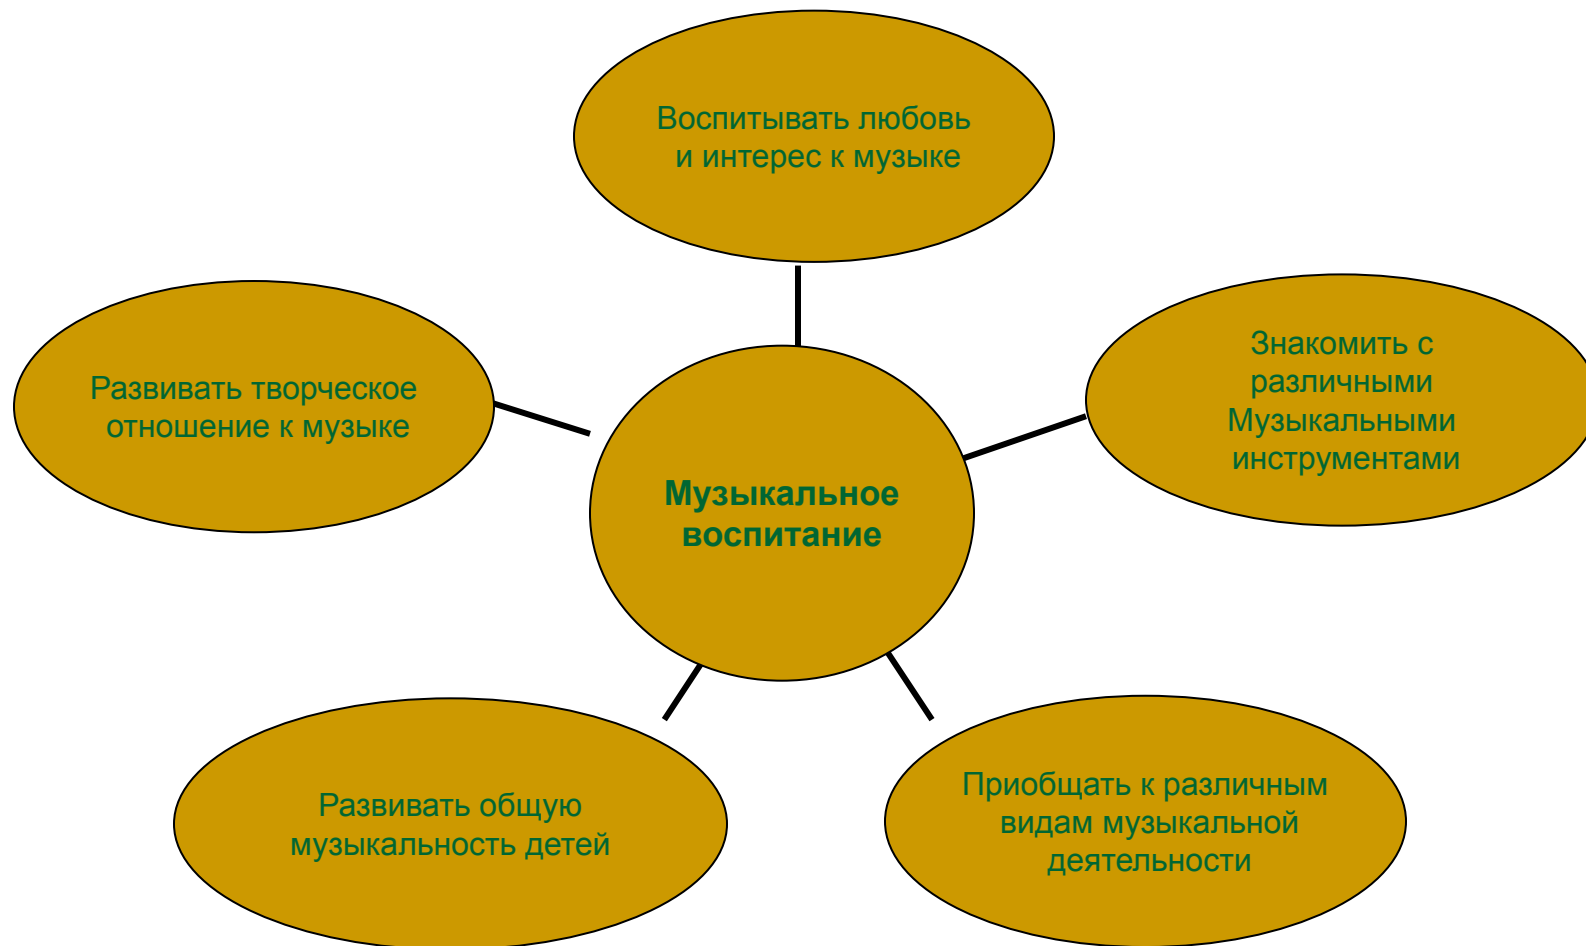 Воспитывать любовь
и интерес к музыке
Развивать творческое
отношение к музыке
Знакомить с
различными
Музыкальными
инструментами
Музыкальное
воспитание
Развивать общую
музыкальность детей
Приобщать к различным
видам музыкальной
деятельности